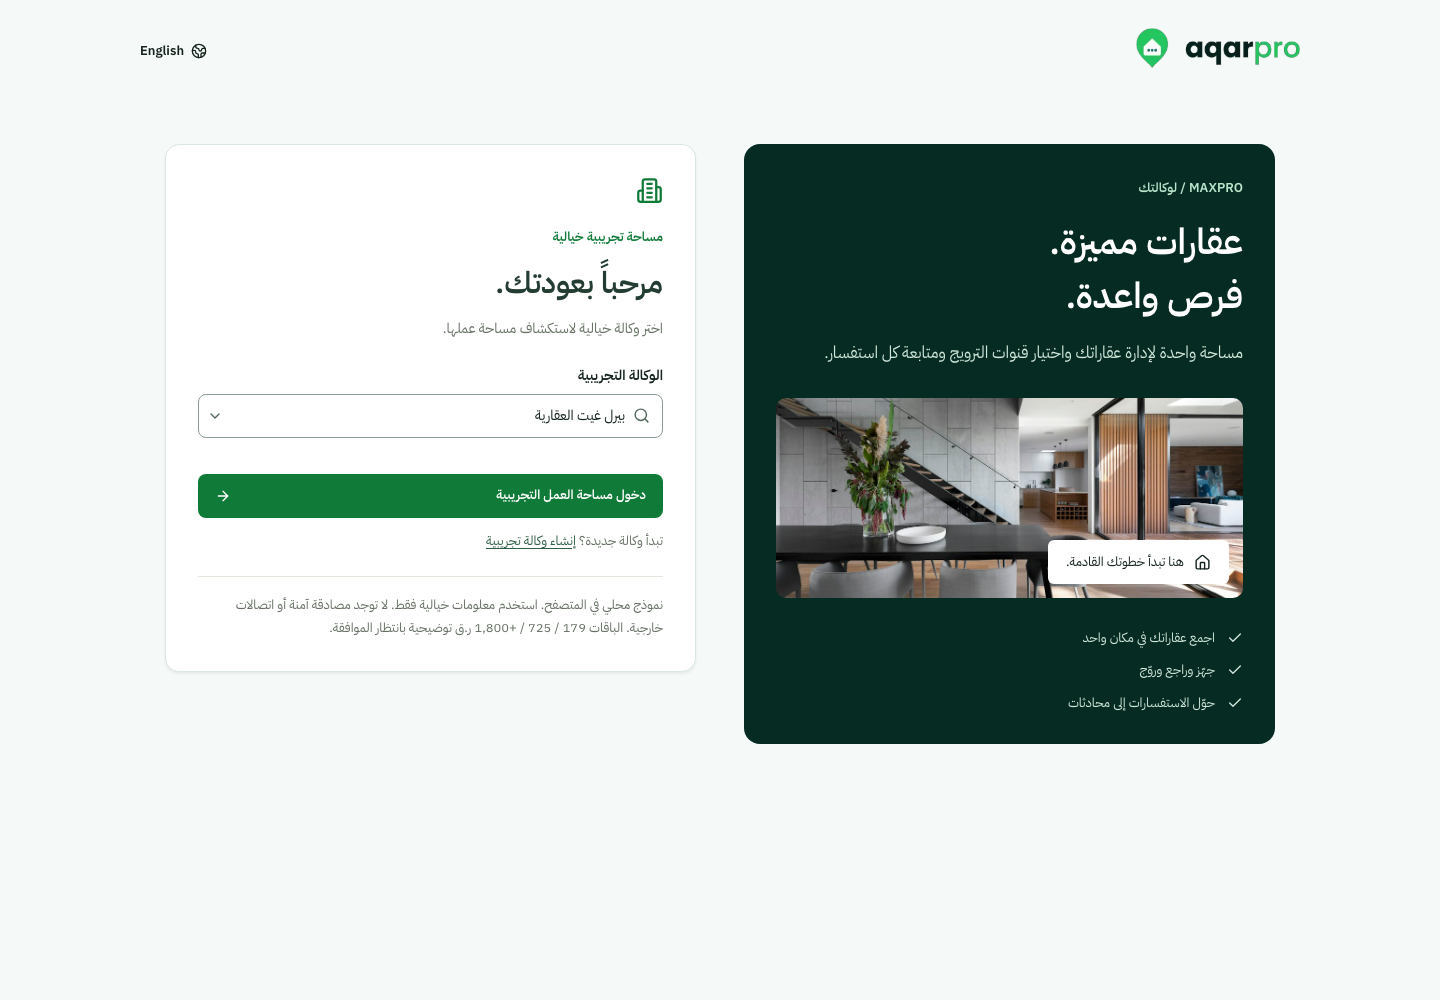 aqarpro
English
MAXPRO / لوكالتك
عقارات مميزة.
فرص واعدة.
مساحة واحدة لإدارة عقاراتك واختيار قنوات الترويج ومتابعة كل استفسار.
هنا تبدأ خطوتك القادمة.
اجمع عقاراتك في مكان واحد
جهّز وراجع وروّج
حوّل الاستفسارات إلى محادثات
مساحة تجريبية خيالية
مرحباً بعودتك.
اختر وكالة خيالية لاستكشاف مساحة عملها.
الوكالة التجريبية
بيرل غيت العقارية
دخول مساحة العمل التجريبية
تبدأ وكالة جديدة؟ إنشاء وكالة تجريبية
نموذج محلي في المتصفح. استخدم معلومات خيالية فقط. لا توجد مصادقة آمنة أو اتصالات
خارجية. الباقات 179 / 725 / +1,800 ر.ق توضيحية بانتظار الموافقة.